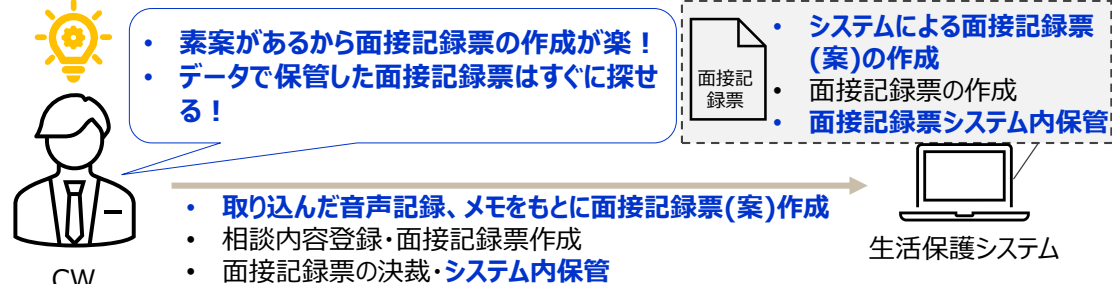 • 素案があるから面接記録票の作成が楽！
• データで保管した面接記録票はすぐに探せ
る！
面接記
録票
• システムによる面接記録票
(案)の作成
• 面接記録票の作成
• 面接記録票システム内保管
• 取り込んだ音声記録、メモをもとに面接記録票(案)作成
• 相談内容登録・面接記録票作成
• 面接記録票の決裁・システム内保管
CW
生活保護システム